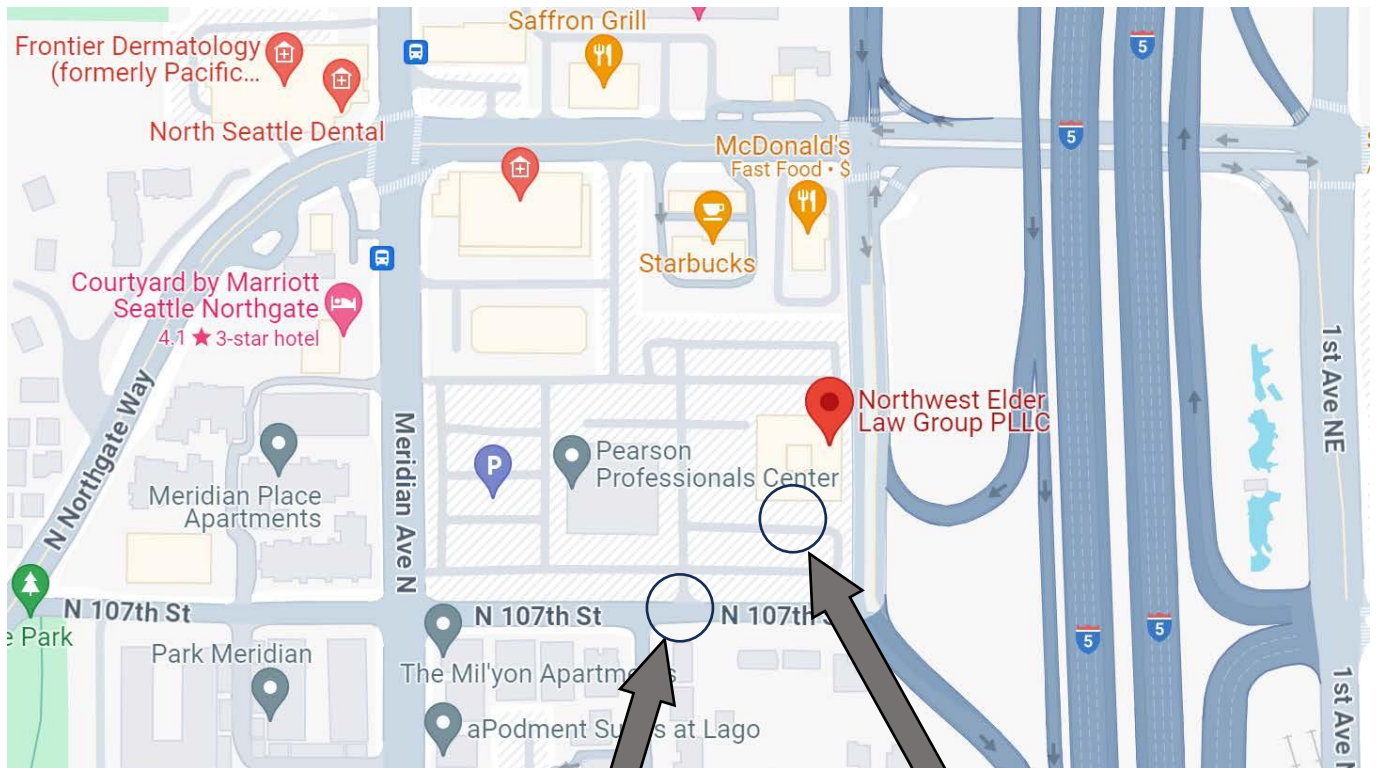 Saffron Grill
Frontier Dermatology
(formerly Pacific...
North Seattle Dental
5
McDonald's
Fast Food • $
5
Starbucks
Courtyard by Marriott
Seattle Northgate
4.1 ★ 3-star hotel
1st Ave NE
N Northgate Way
Meridian Ave N
Northwest Elder
Law Group PLLC
P
Pearson
Professionals Center
Meridian Place
Apartments
N 107th St
N 107th St
N 107th S
e Park
5
5
Park Meridian
The Mil'yon Apartme s
1st Ave N
aPodment Su s at Lago